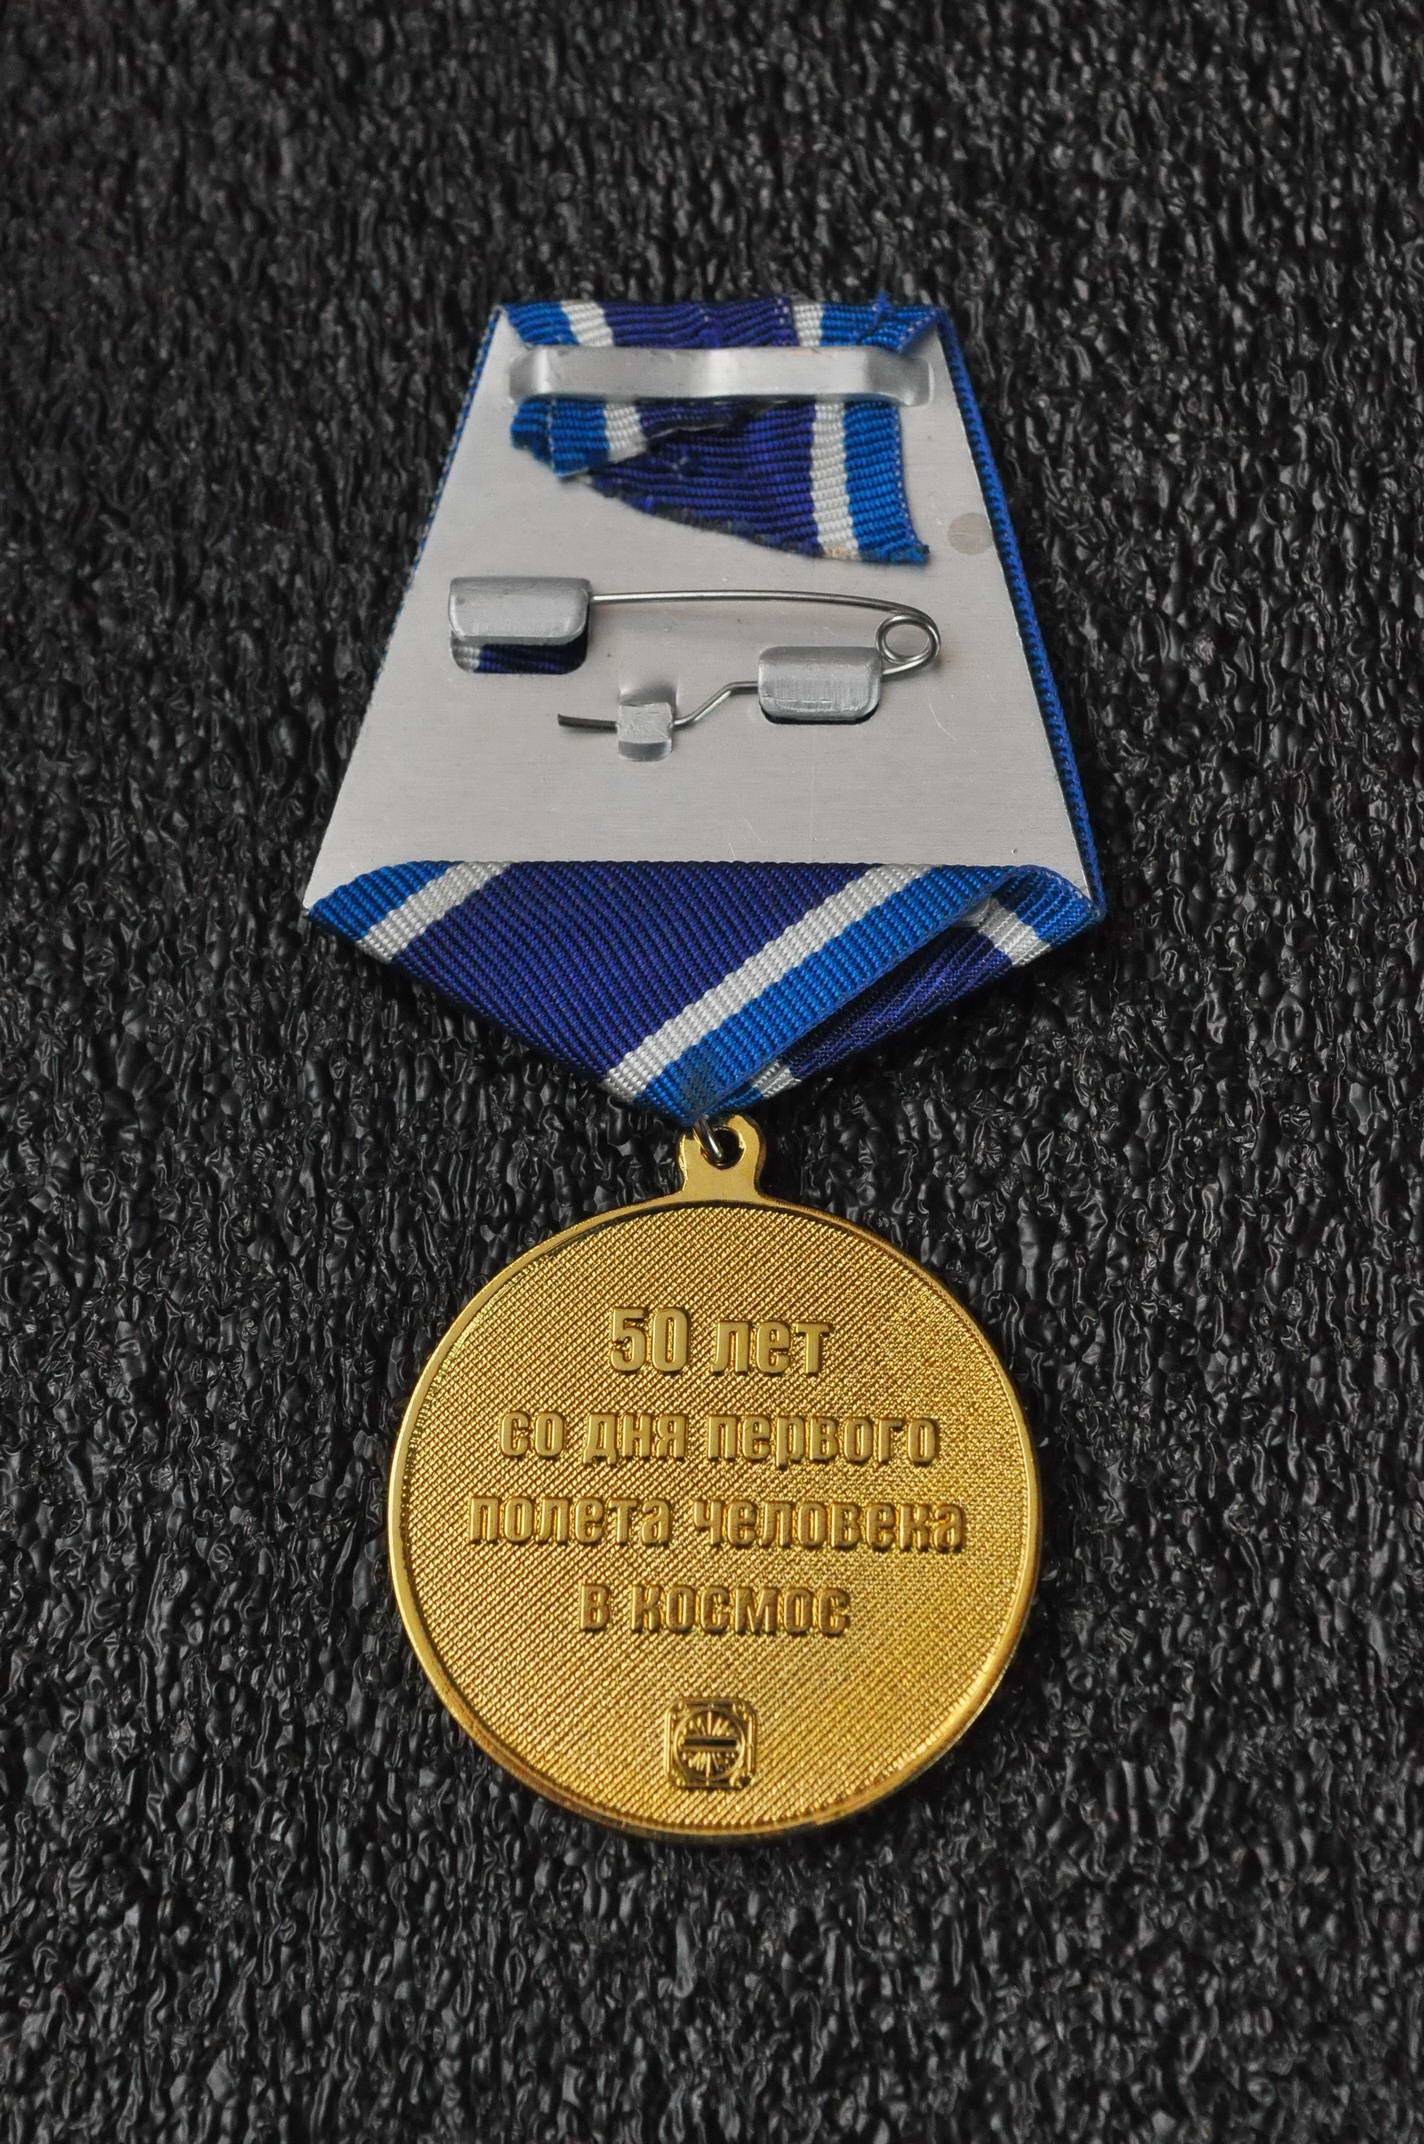 50 лет
со дня первого
полета человека
в космос